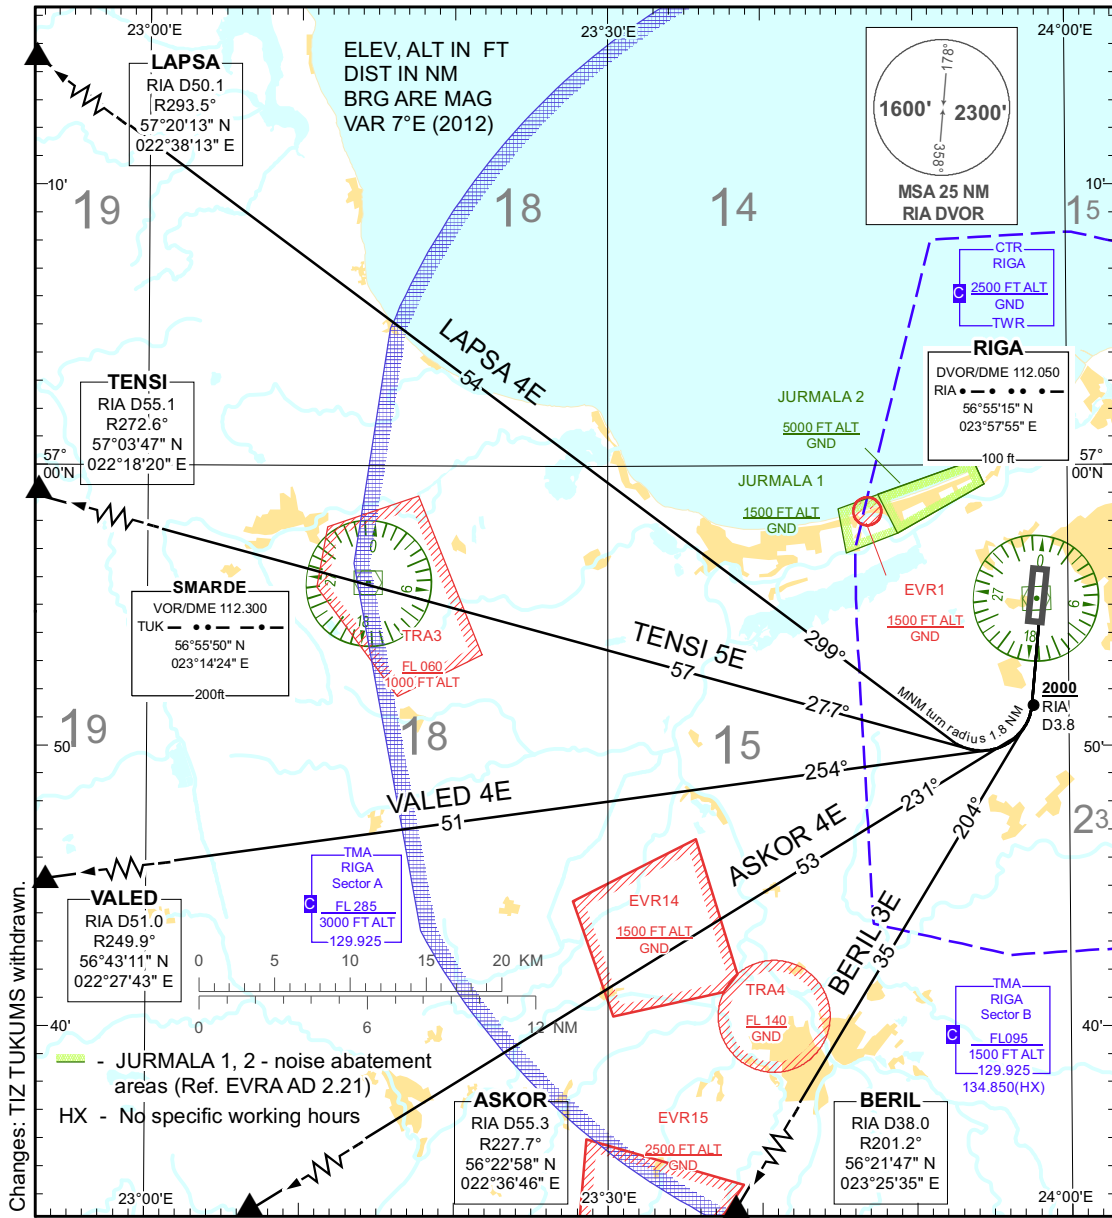 23°00'E
23°30'E
24°00'E
LAPSA
RIA D50.1
R293.5°
57°20'13" N
022°38'13" E
ELEV, ALT IN FT
DIST IN NM
BRG ARE MAG
VAR 7°E (2012)
178°
1600' 2300'
358°
MSA 25 NM
RIA DVOR
10'
10'
19
18
14
15
CTR
RIGA
C 2500 FT ALT
GND
TWR
RIGA
DVOR/DME 112.050
RIA
56°55'15" N
023°57'55" E
100 ft
LAPSA 4E
54
TENSI
RIA D55.1
R272.6°
57°03'47" N
022°18'20" E
JURMALA 2
5000 FT ALT
GND
57°
00'N
57°
00'N
JURMALA 1
1500 FT ALT
GND
EVR1
1500 FT ALT
GND
SMARDE
VOR/DME 112.300
TUK
56°55'50" N
023°14'24" E
200ft
0
9
18
27
0
9
18
27
TRA3
FL 060
1000 FT ALT
TENSI 5E
57
299°
277°
MNM turn radius 1.8 NM
2000
RIA
D3.8
19
18
15
50'
50'
254°
231°
204°
VALED 4E
51
ASKOR 4E
53
23
TMA
RIGA
Sector A
C FL 285
3000 FT ALT
129.925
VALED
RIA D51.0
R249.9°
56°43'11" N
022°27'43" E
EVR14
1500 FT ALT
GND
BERIL 3E
35
0 5 10 15 20 KM
0 6 12 NM
TRA4
FL 140
GND
TMA
RIGA
Sector B
C FL095
1500 FT ALT
129.925
134.850(HX)
40'
40'
- JURMALA 1, 2 - noise abatement
areas (Ref. EVRA AD 2.21)
HX - No specific working hours
ASKOR
RIA D55.3
R227.7°
56°22'58" N
022°36'46" E
EVR15
2500 FT ALT
GND
BERIL
RIA D38.0
R201.2°
56°21'47" N
023°25'35" E
23°00'E
23°30'E
24°00'E
Changes: TIZ TUKUMS withdrawn.